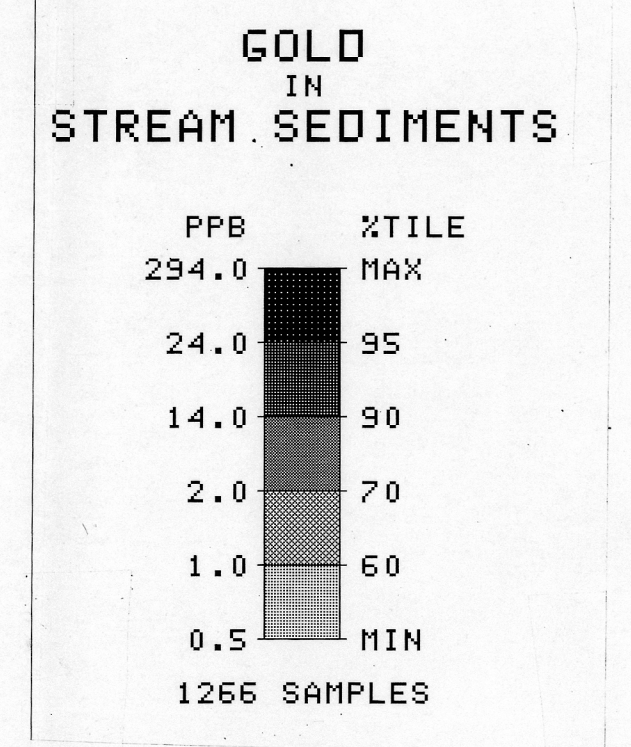 GOLD
IN
STREAM SEDIMENTS
PPB %TILE
294.0 MAX
24.0 95
14.0 90
2.0 70
1.0 60
0.5 MIN
1266 SAMPLES